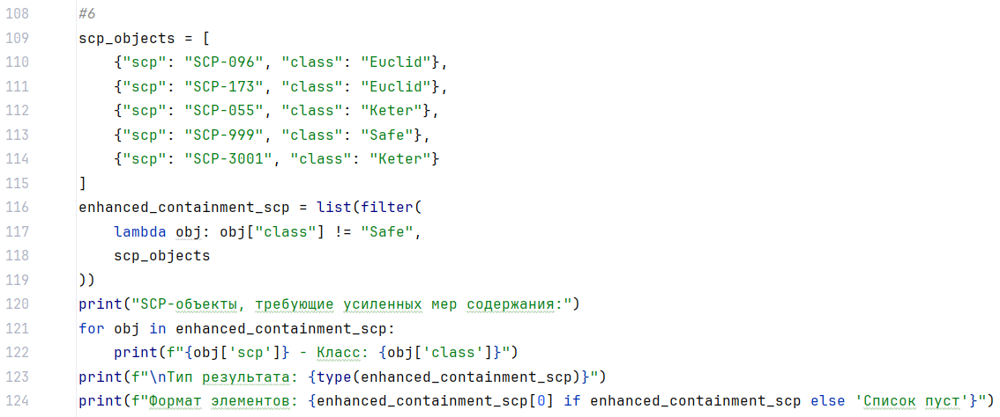 108 #6
109 scp_objects = [
110     {"scp": "SCP-096", "class": "Euclid"},
111     {"scp": "SCP-173", "class": "Euclid"},
112     {"scp": "SCP-055", "class": "Keter"},
113     {"scp": "SCP-999", "class": "Safe"},
114     {"scp": "SCP-3001", "class": "Keter"}
115 ]
116 enhanced_containment_scp = list(filter(
117     lambda obj: obj["class"] != "Safe",
118     scp_objects
119 ))
120 print("SCP-объекты, требующие усиленных мер содержания:")
121 for obj in enhanced_containment_scp:
122     print(f"{obj['scp']} - Класс: {obj['class']}")
123 print(f"\nТип результата: {type(enhanced_containment_scp)}")
124 print(f"Формат элементов: {enhanced_containment_scp[0] if enhanced_containment_scp else 'Список пуст'}")